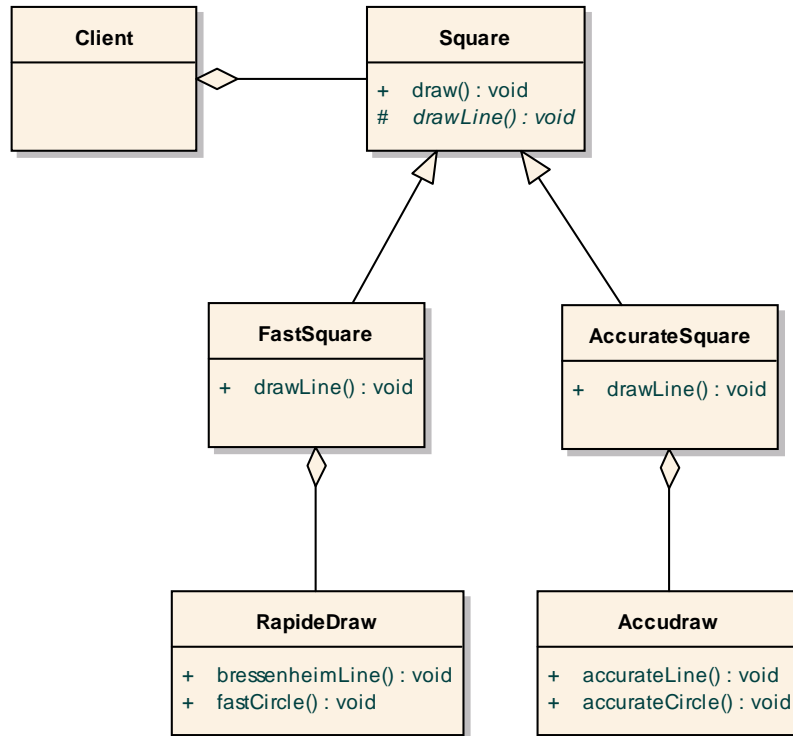 Client
Square
+ draw() : void
# drawLine() : void
FastSquare
+ drawLine() : void
AccurateSquare
+ drawLine() : void
RapideDraw
+ bressenheimLine() : void
+ fastCircle() : void
Accudraw
+ accurateLine() : void
+ accurateCircle() : void